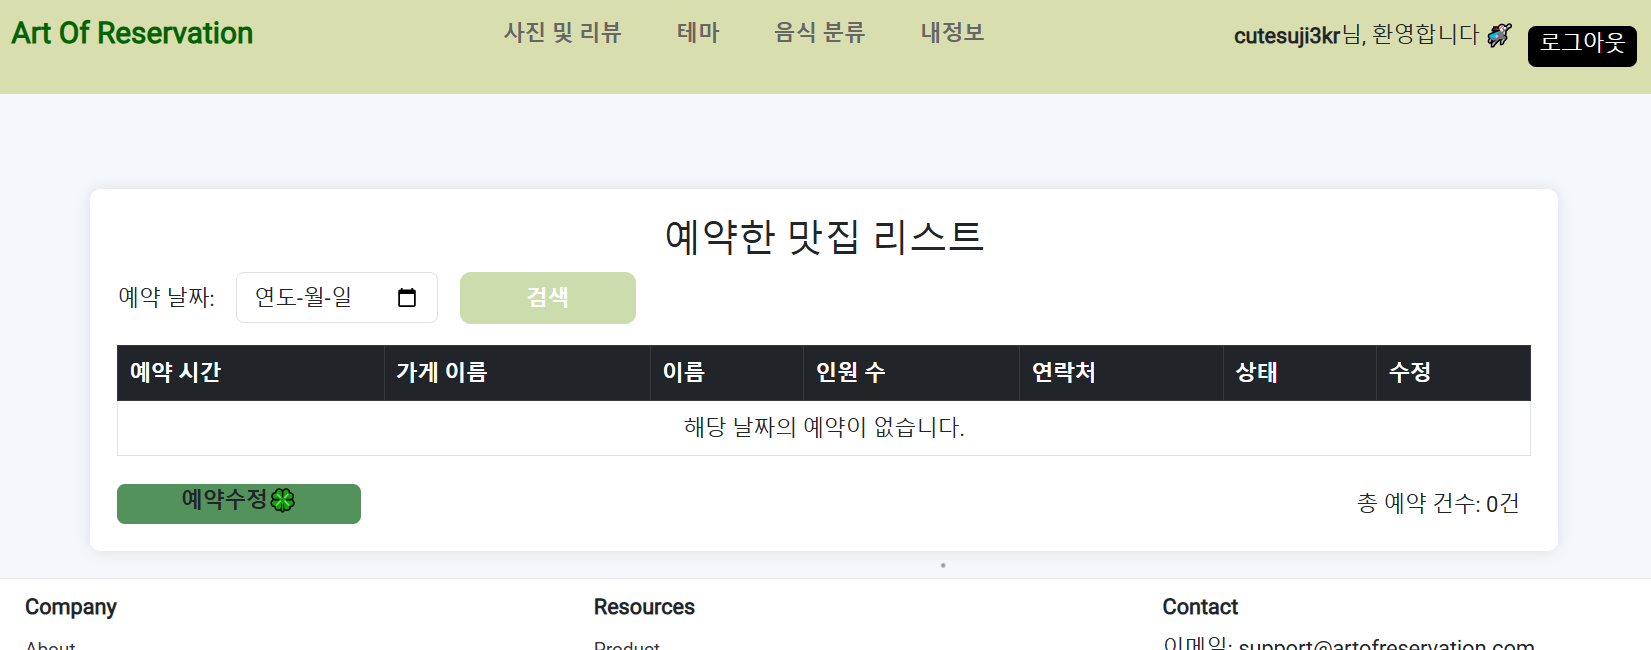 Art Of Reservation 사진 및 리뷰 테마 음식 분류 내정보 cutesuji3kr님, 환영합니다 로그아웃
예약한 맛집 리스트
예약 날짜: 연도-월-일 검색
예약 시간 가게 이름 이름 인원 수 연락처 상태 수정
해당 날짜의 예약이 없습니다.
예약수정🍀 총 예약 건수: 0건
Company Resources Contact
About Product 이메일: support@artofreservation.com